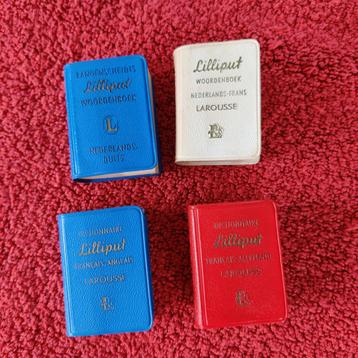 LANGENSCHEIDTS
Lilliput
WOORDENBOEK
L
NEDERLANDS-
DUITS
Lilliput
WOORDENBOEK
NEDERLANDS-FRANS
LAROUSSE
DICTIONNAIRE
Lilliput
FRANÇAIS-ANGLAIS
LAROUSSE
DICTIONNAIRE
Lilliput
FRANÇAIS-ALLEMAND
LAROUSSE